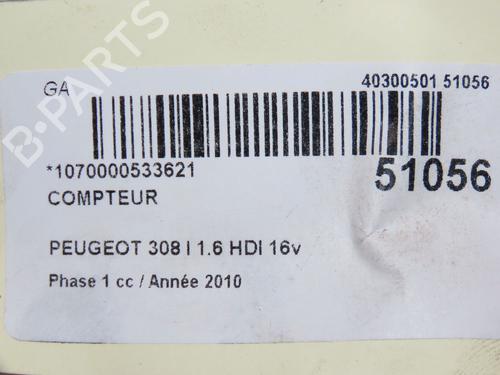 GA
40300501 51056
*1070000533621
51056
COMPTEUR
PEUGEOT 308 I 1.6 HDI 16v
Phase 1 cc / Année 2010
B-PARTS